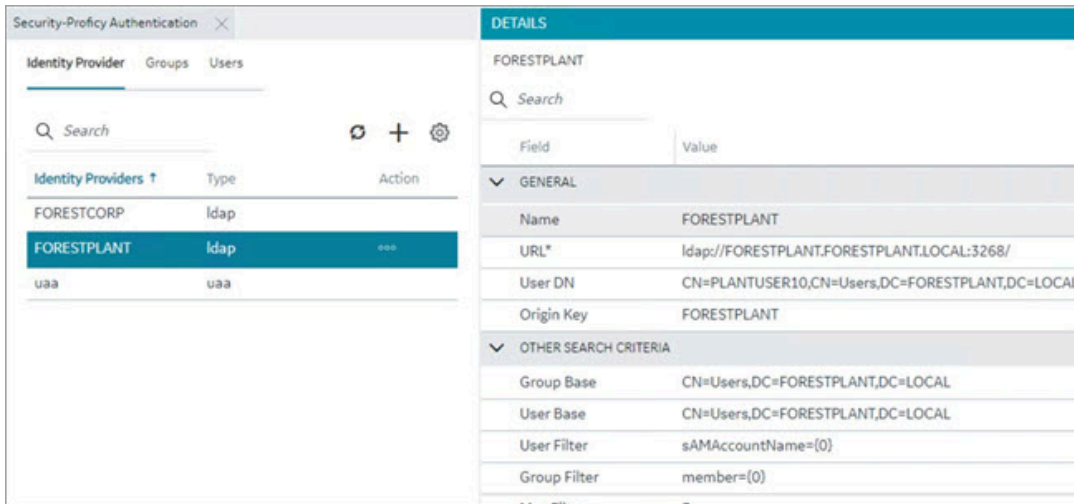 Security-Proficy Authentication
Identity Provider Groups Users
Search
Identity Providers ↑ Type Action
FORESTCORP ldap
FORESTPLANT ldap
uaa uaa
DETAILS
FORESTPLANT
Search
Field Value
GENERAL
Name FORESTPLANT
URL* ldap://FORESTPLANT.FORESTPLANT.LOCAL:3268/
User DN CN=PLANTUSER10,CN=Users,DC=FORESTPLANT,DC=LOCAL
Origin Key FORESTPLANT
OTHER SEARCH CRITERIA
Group Base CN=Users,DC=FORESTPLANT,DC=LOCAL
User Base CN=Users,DC=FORESTPLANT,DC=LOCAL
User Filter sAMAccountName={0}
Group Filter member={0}